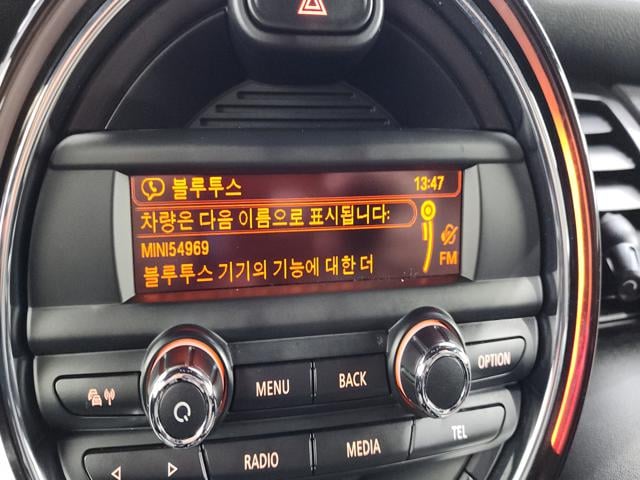 블루투스 13:47
차량은 다음 이름으로 표시됩니다:
MINI54969
FM
블루투스 기기의 기능에 대한 더
MENU BACK OPTION
RADIO MEDIA TEL